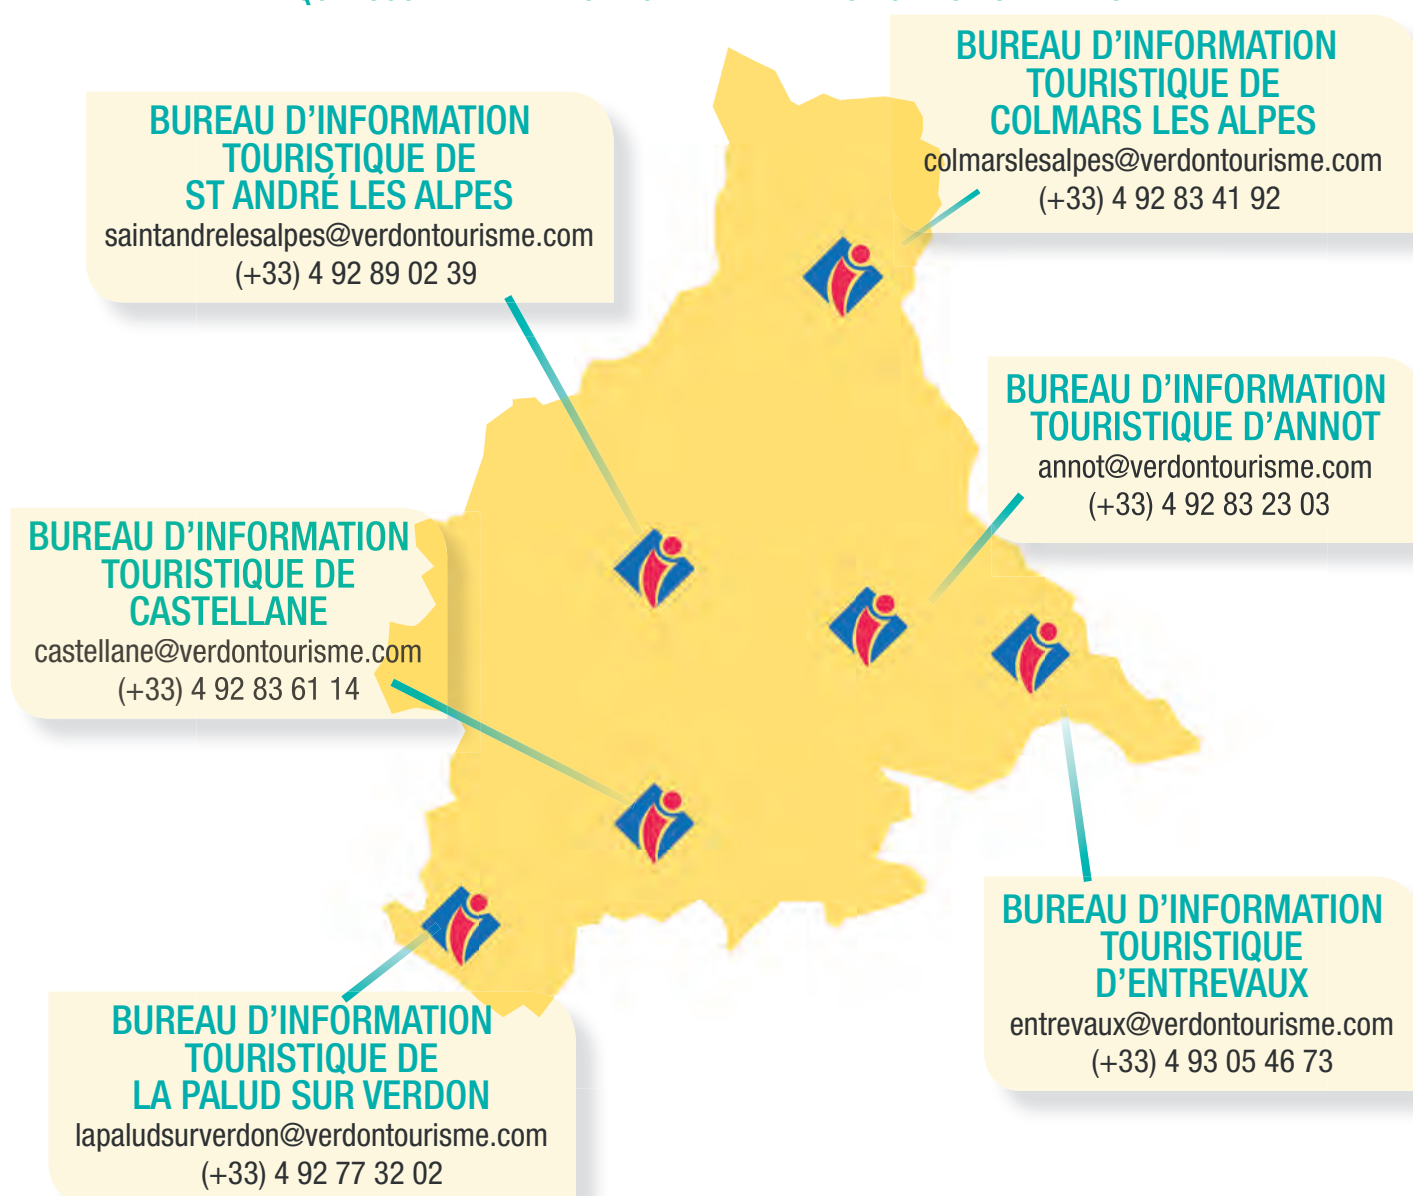 BUREAU D’INFORMATION
TOURISTIQUE DE
COLMARS LES ALPES
colmarslesalpes@verdontourisme.com
(+33) 4 92 83 41 92
BUREAU D’INFORMATION
TOURISTIQUE DE
ST ANDRÉ LES ALPES
saintandrelesalpes@verdontourisme.com
(+33) 4 92 89 02 39
BUREAU D’INFORMATION
TOURISTIQUE D’ANNOT
annot@verdontourisme.com
(+33) 4 92 83 23 03
BUREAU D’INFORMATION
TOURISTIQUE DE
CASTELLANE
castellane@verdontourisme.com
(+33) 4 92 83 61 14
BUREAU D’INFORMATION
TOURISTIQUE
D’ENTREVAUX
entrevaux@verdontourisme.com
(+33) 4 93 05 46 73
BUREAU D’INFORMATION
TOURISTIQUE DE
LA PALUD SUR VERDON
lapaludsurverdon@verdontourisme.com
(+33) 4 92 77 32 02